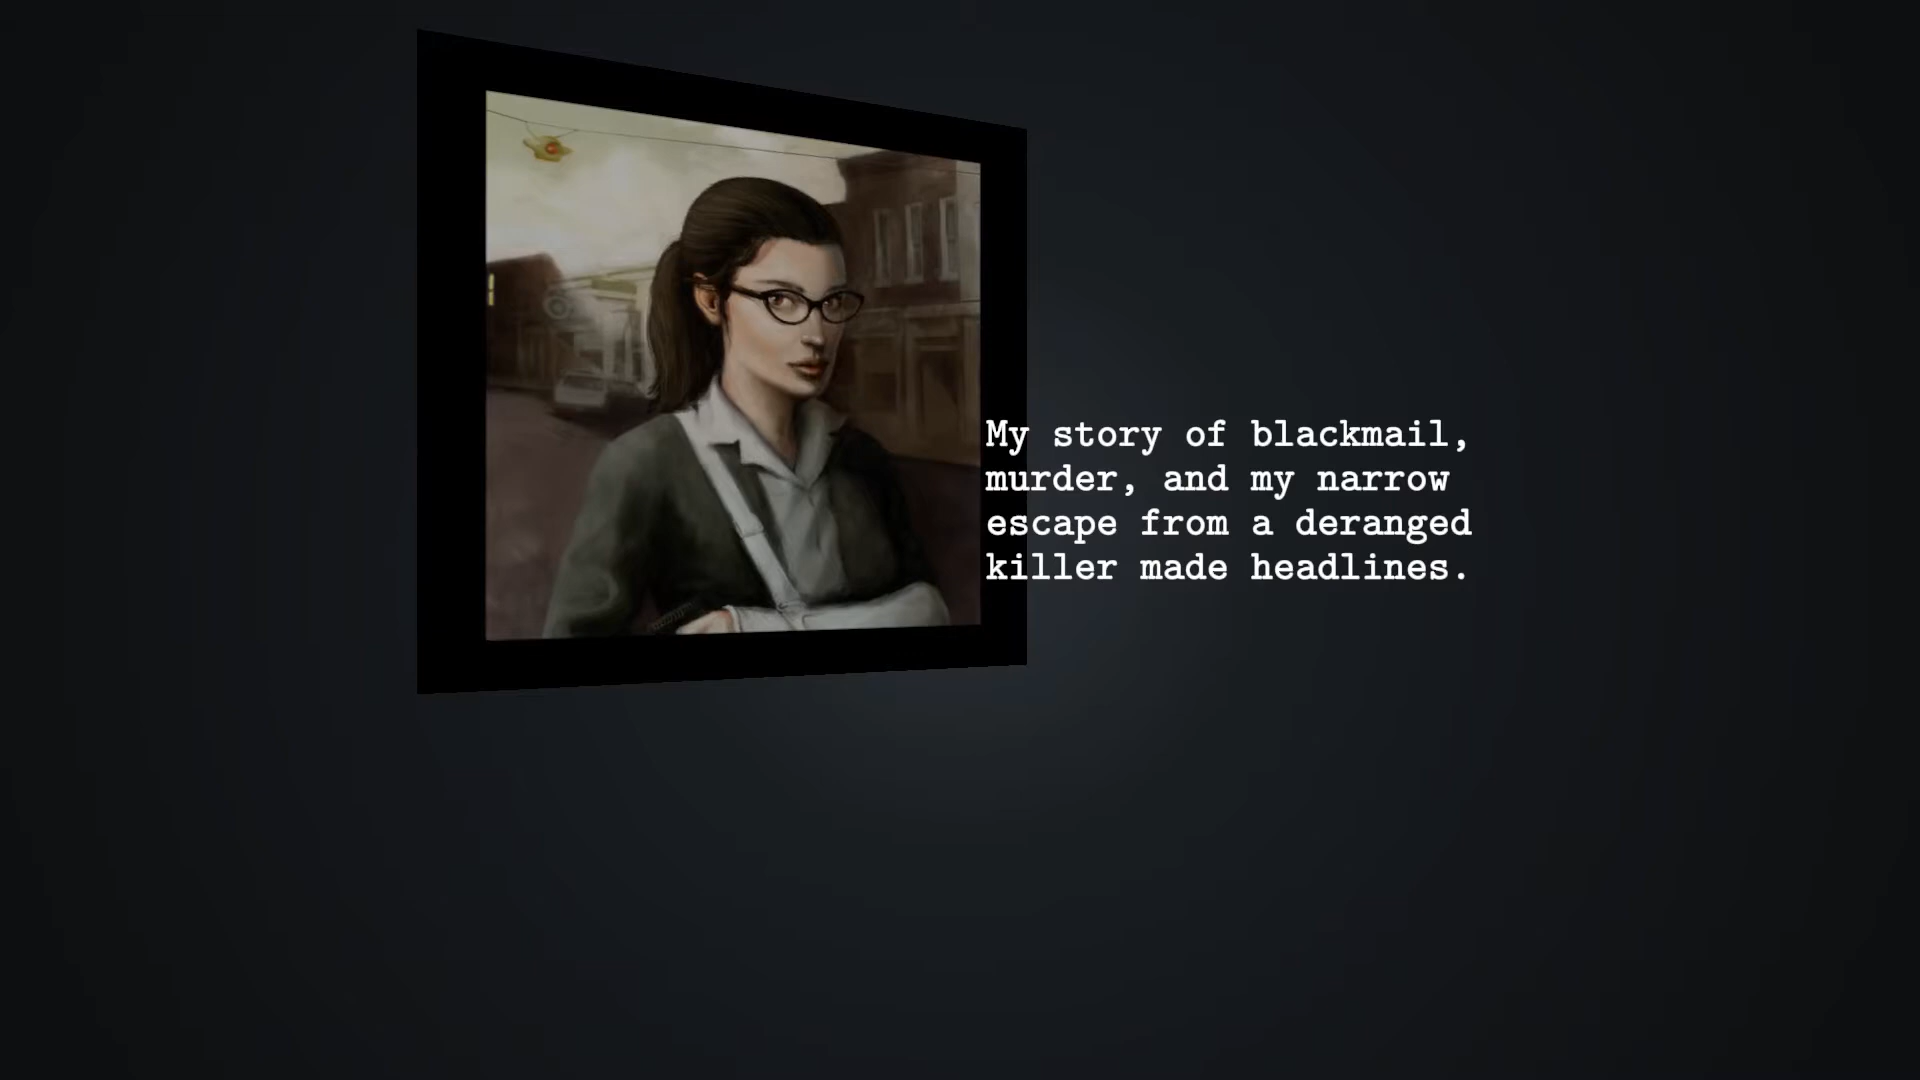 My story of blackmail,
murder, and my narrow
escape from a deranged
killer made headlines.